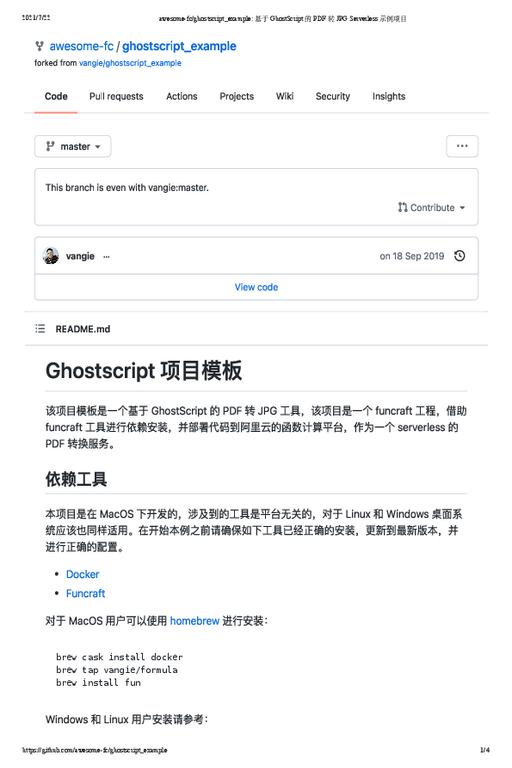 2021/7/22
awesome-fc/ghostscript_example: 基于 GhostScript 的 PDF 转 JPG Serverless 示例项目
awesome-fc / ghostscript_example
forked from vangie/ghostscript_example
Code Pull requests Actions Projects Wiki Security Insights
master
This branch is even with vangie:master.
Contribute
vangie ... on 18 Sep 2019
View code
README.md
Ghostscript 项目模板
该项目模板是一个基于 GhostScript 的 PDF 转 JPG 工具，该项目是一个 funcraft 工程，借助
funcraft 工具进行依赖安装，并部署代码到阿里云的函数计算平台，作为一个 serverless 的
PDF 转换服务。
依赖工具
本项目是在 MacOS 下开发的，涉及到的工具是平台无关的，对于 Linux 和 Windows 桌面系
统应该也同样适用。在开始本例之前请确保如下工具已经正确的安装，更新到最新版本，并
进行正确的配置。
• Docker
• Funcraft
对于 MacOS 用户可以使用 homebrew 进行安装：
brew cask install docker
brew tap vangie/formula
brew install fun
Windows 和 Linux 用户安装请参考：
https://github.com/awesome-fc/ghostscript_example
1/4